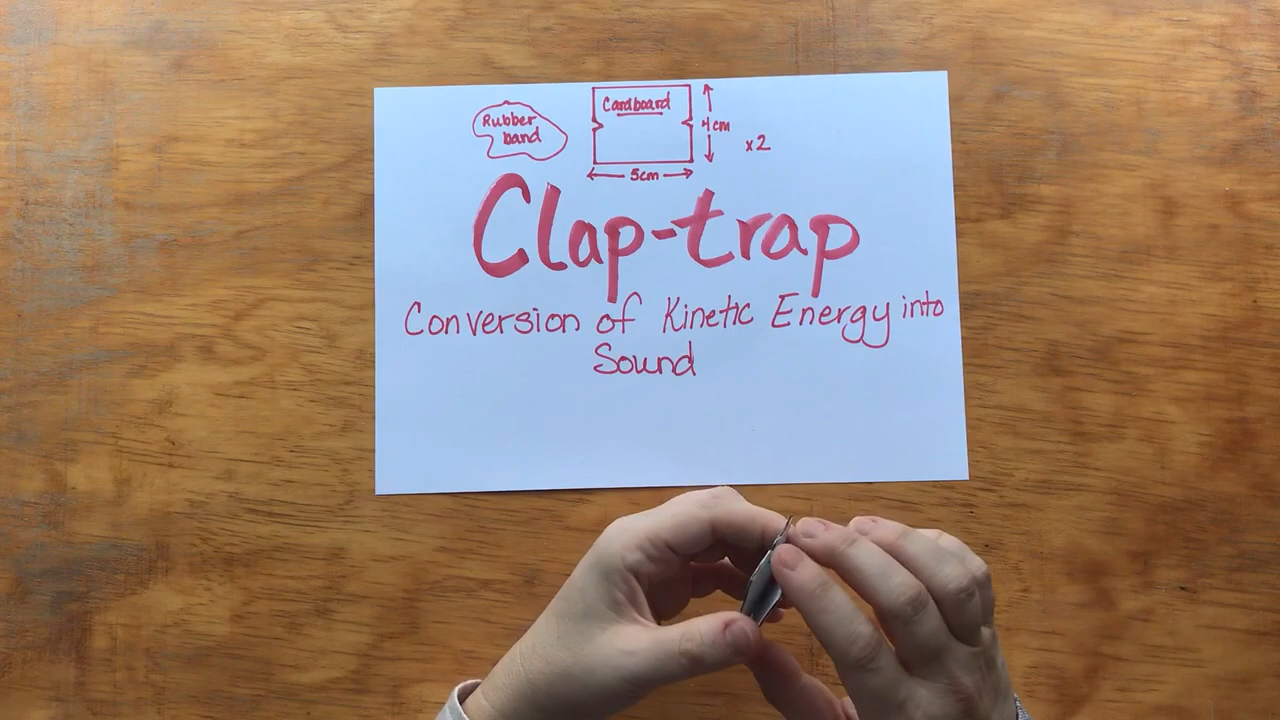 Rubber
band
Cardboard
4cm
x2
5cm
Clap-trap
Conversion of Kinetic Energy into
Sound